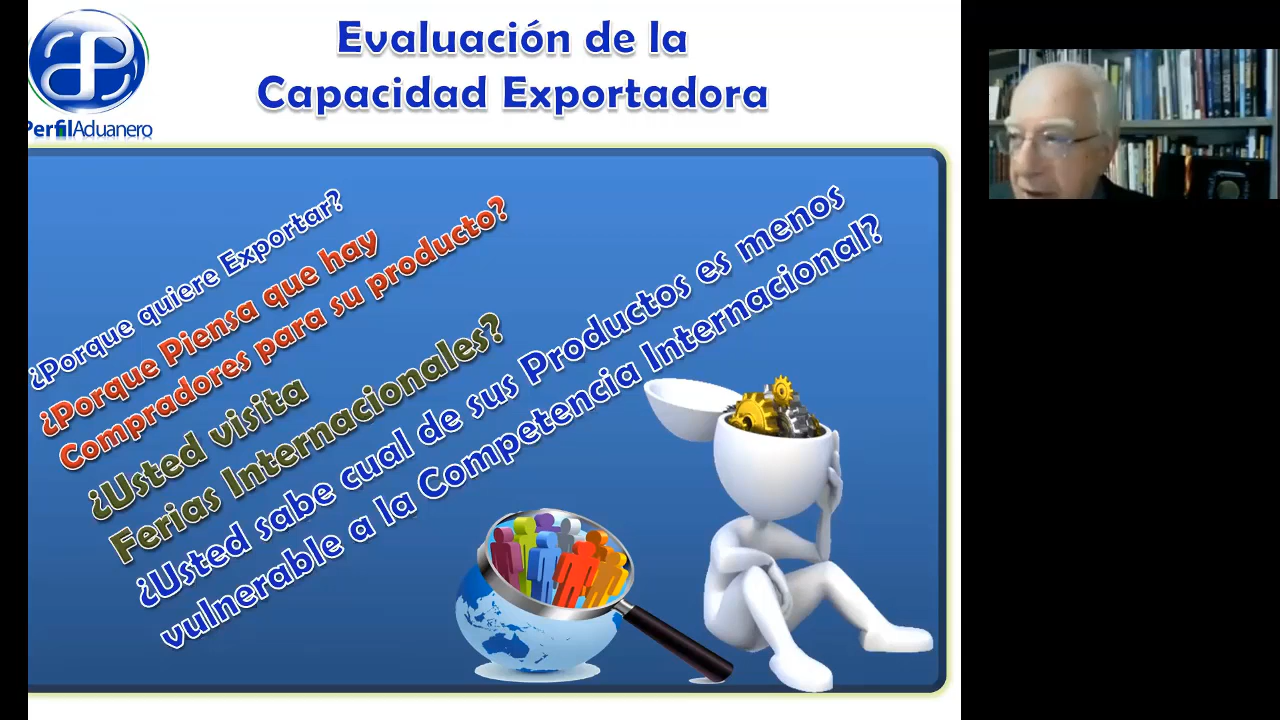 Evaluación de la
Capacidad Exportadora
PerfilAduanero
¿Porque quiere Exportar?
¿Porque Piensa que hay
Compradores para su producto?
¿Usted visita
Ferias Internacionales?
¿Usted sabe cual de sus Productos es menos
vulnerable a la Competencia Internacional?